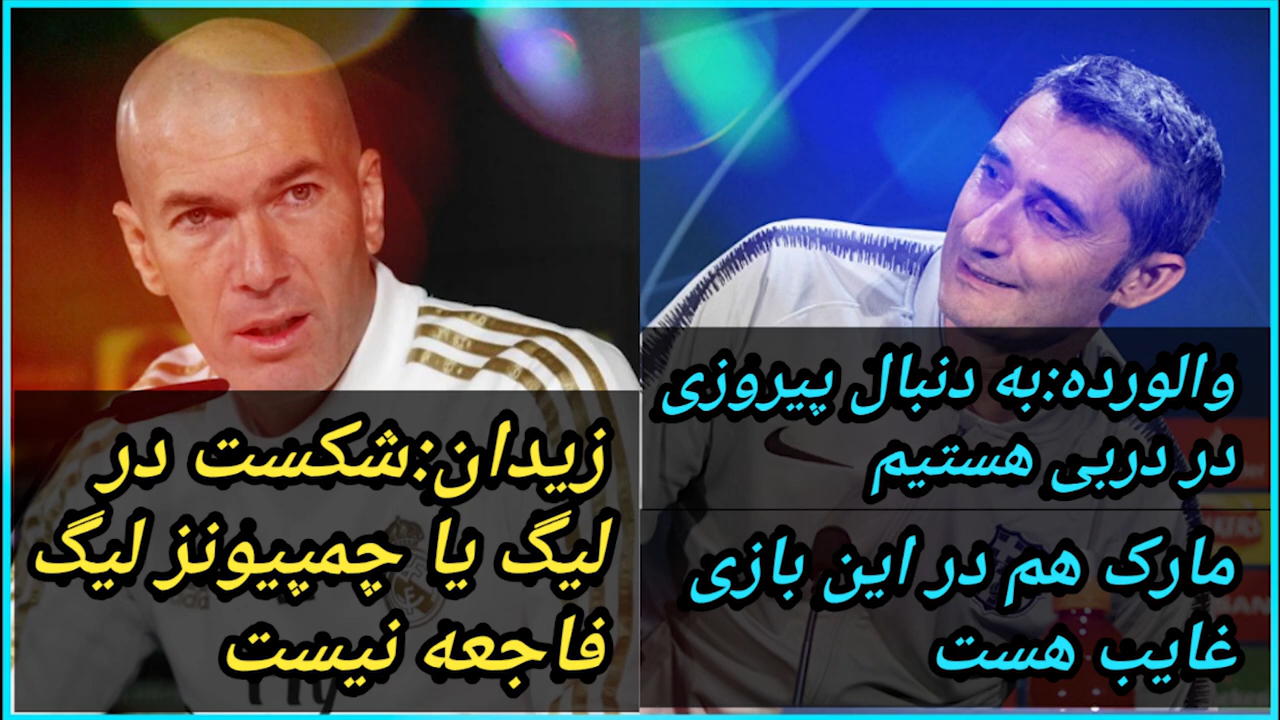 والورده:به دنبال پیروزی
در دربی هستیم
مارک هم در این بازی
غایب هست
زیدان:شکست در
لیگ یا چمپیونز لیگ
فاجعه نیست